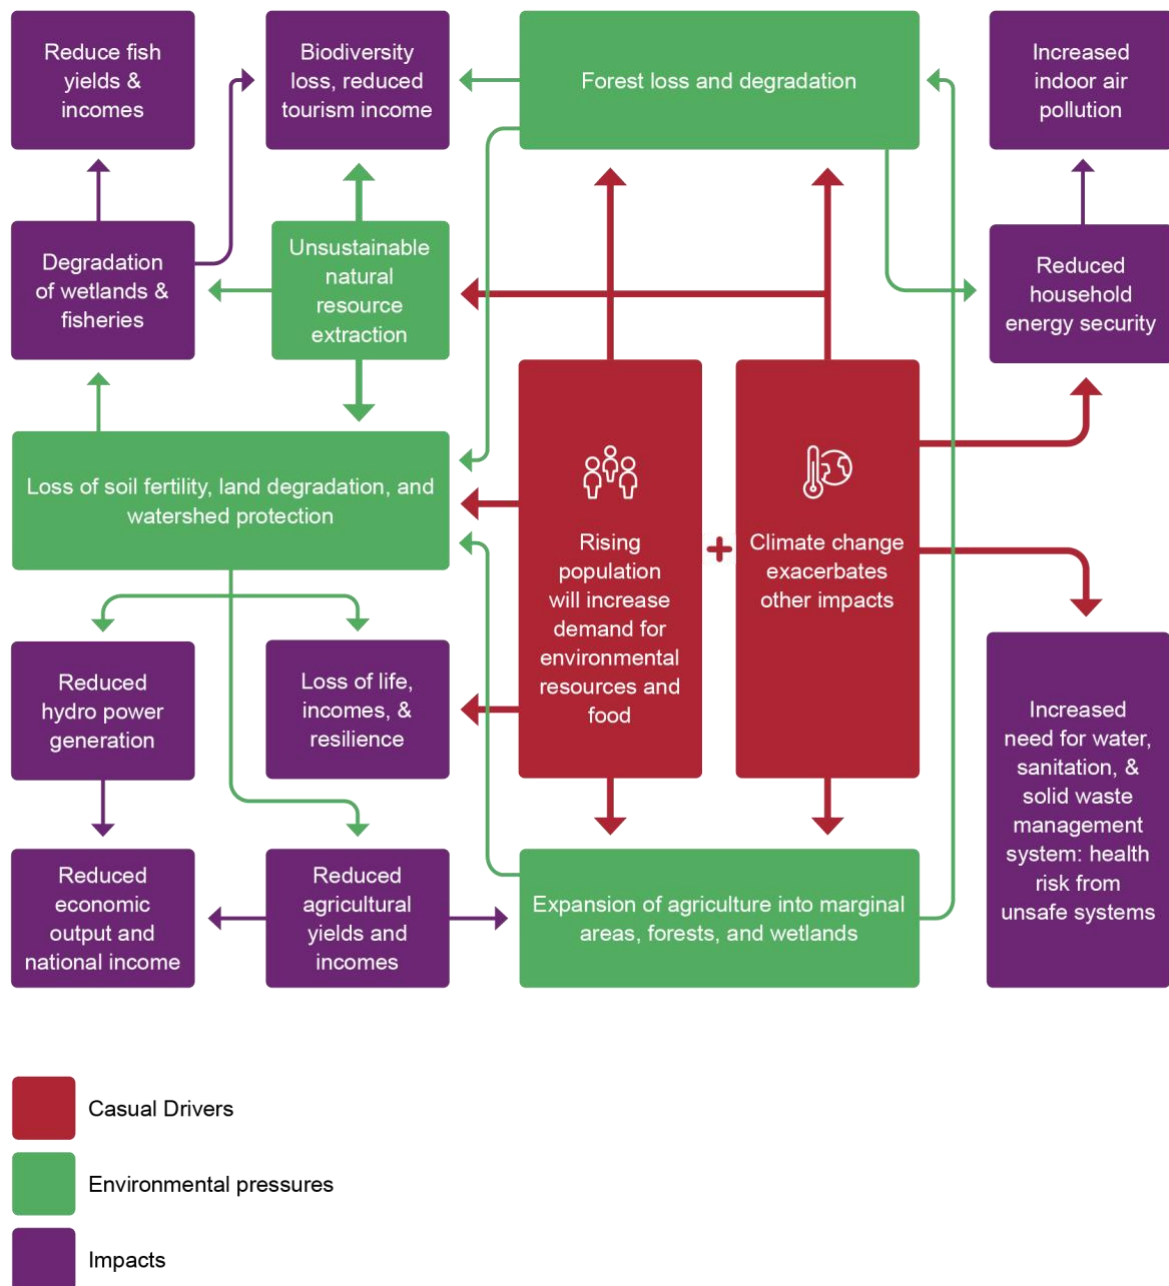 Reduce fish
yields &
incomes
Biodiversity
loss, reduced
tourism income
Forest loss and degradation
Increased
indoor air
pollution
Degradation
of wetlands &
fisheries
Unsustainable
natural
resource
extraction
Reduced
household
energy security
Loss of soil fertility, land degradation, and
watershed protection
Rising
population
will increase
demand for
environmental
resources and
food
+
Climate change
exacerbates
other impacts
Reduced
hydro power
generation
Loss of life,
incomes, &
resilience
Increased
need for water,
sanitation, &
solid waste
management
system: health
risk from
unsafe systems
Reduced
economic
output and
national income
Reduced
agricultural
yields and
incomes
Expansion of agriculture into marginal
areas, forests, and wetlands
Casual Drivers
Environmental pressures
Impacts